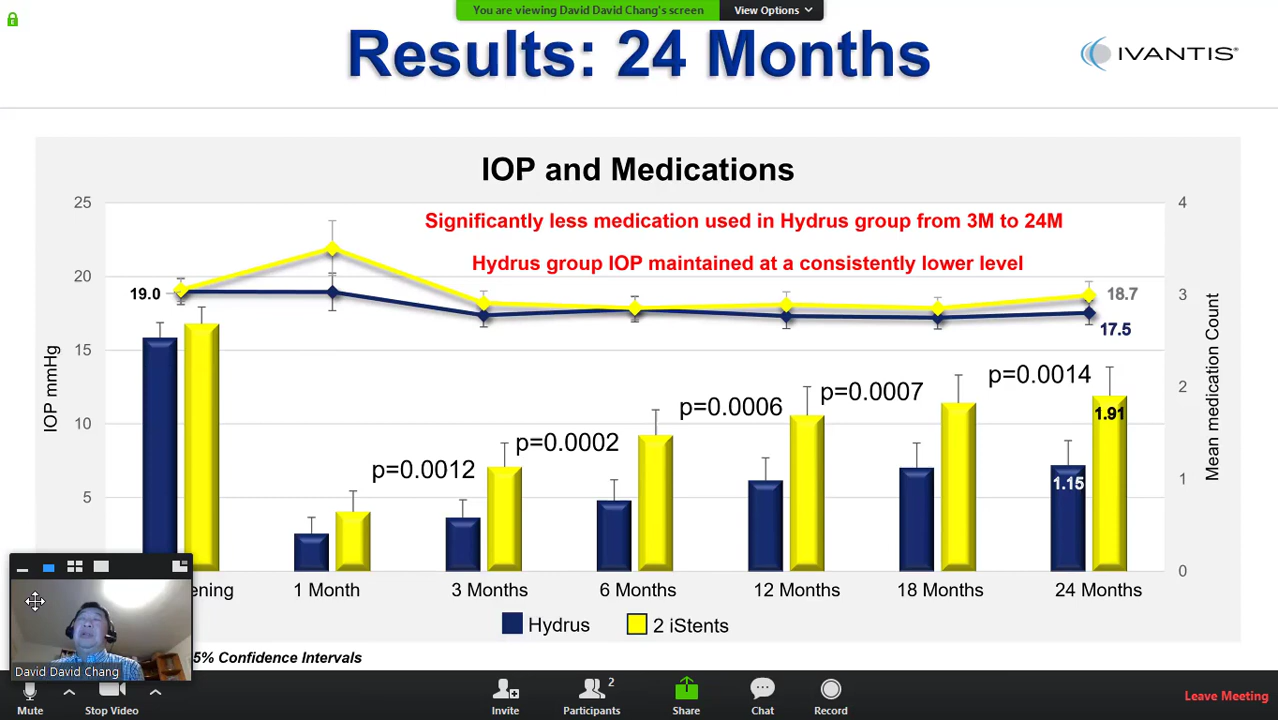 You are viewing David David Chang's screen
View Options
Results: 24 Months
IVANTIS®
IOP and Medications
Significantly less medication used in Hydrus group from 3M to 24M
Hydrus group IOP maintained at a consistently lower level
25
20
15
10
5
IOP mmHg
4
3
2
1
0
Mean medication Count
19.0
18.7
17.5
p=0.0012
p=0.0002
p=0.0006
p=0.0007
p=0.0014
1.15
1.91
ening
1 Month
3 Months
6 Months
12 Months
18 Months
24 Months
Hydrus
2 iStents
5% Confidence Intervals
David David Chang
Mute
Stop Video
Invite
2
Participants
Share
Chat
Record
Leave Meeting